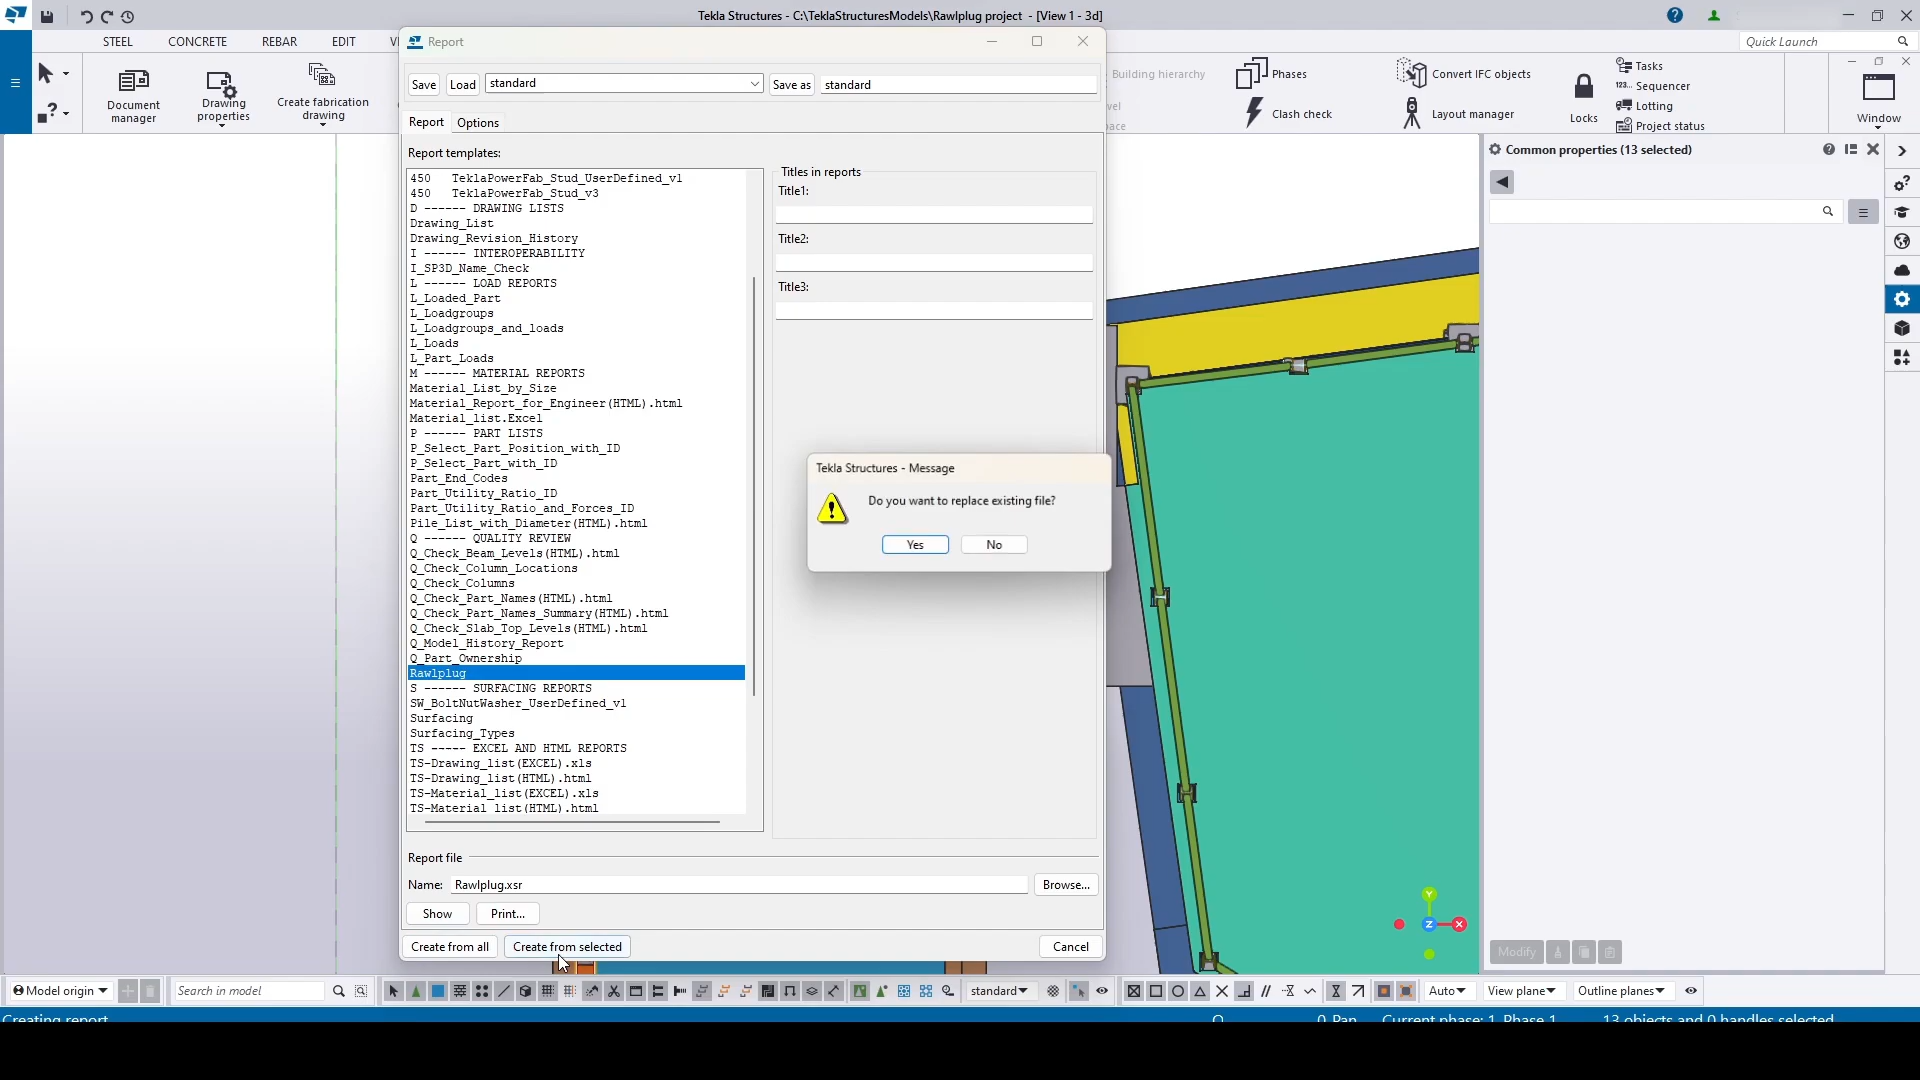 Tekla Structures - C:\TeklaStructuresModels\Rawlplug project - [View 1 - 3d]
STEEL CONCRETE REBAR EDIT
Quick Launch
Document manager
Drawing properties
Create fabrication drawing
Building hierarchy
Phases
Clash check
Convert IFC objects
Layout manager
Locks
Tasks
Sequencer
Lotting
Project status
Window
Report
Save Load standard Save as standard
Report Options
Report templates:
450 TeklaPowerFab_Stud_UserDefined_v1
450 TeklaPowerFab_Stud_v3
D ------ DRAWING LISTS
Drawing_List
Drawing_Revision_History
I ------ INTEROPERABILITY
I_SP3D_Name_Check
L ------ LOAD REPORTS
L_Loaded_Part
L_Loadgroups
L_Loadgroups_and_loads
L_Loads
L_Part_Loads
M ------ MATERIAL REPORTS
Material_List_by_Size
Material_Report_for_Engineer(HTML).html
Material_list.Excel
P ------ PART LISTS
P_Select_Part_Position_with_ID
P_Select_Part_with_ID
Part_End_Codes
Part_Utility_Ratio_ID
Part_Utility_Ratio_and_Forces_ID
Pile_List_with_Diameter(HTML).html
Q ------ QUALITY REVIEW
Q_Check_Beam_Levels(HTML).html
Q_Check_Column_Locations
Q_Check_Columns
Q_Check_Part_Names(HTML).html
Q_Check_Part_Names_Summary(HTML).html
Q_Check_Slab_Top_Levels(HTML).html
Q_Model_History_Report
Q_Part_Ownership
Rawlplug
S ------ SURFACING REPORTS
SW_BoltNutWasher_UserDefined_v1
Surfacing
Surfacing_Types
TS ----- EXCEL AND HTML REPORTS
TS-Drawing_list(EXCEL).xls
TS-Drawing_list(HTML).html
TS-Material_list(EXCEL).xls
TS-Material_list(HTML).html
Titles in reports
Title1:
Title2:
Title3:
Tekla Structures - Message
Do you want to replace existing file?
Yes No
Report file
Name: Rawlplug.xsr Browse...
Show Print...
Create from all Create from selected Cancel
Common properties (13 selected)
Modify
Y
Z X
Model origin
Search in model
standard
Auto
View plane
Outline planes
Creating report
O 0 Pan Current phase: 1, Phase 1 13 objects and 0 handles selected